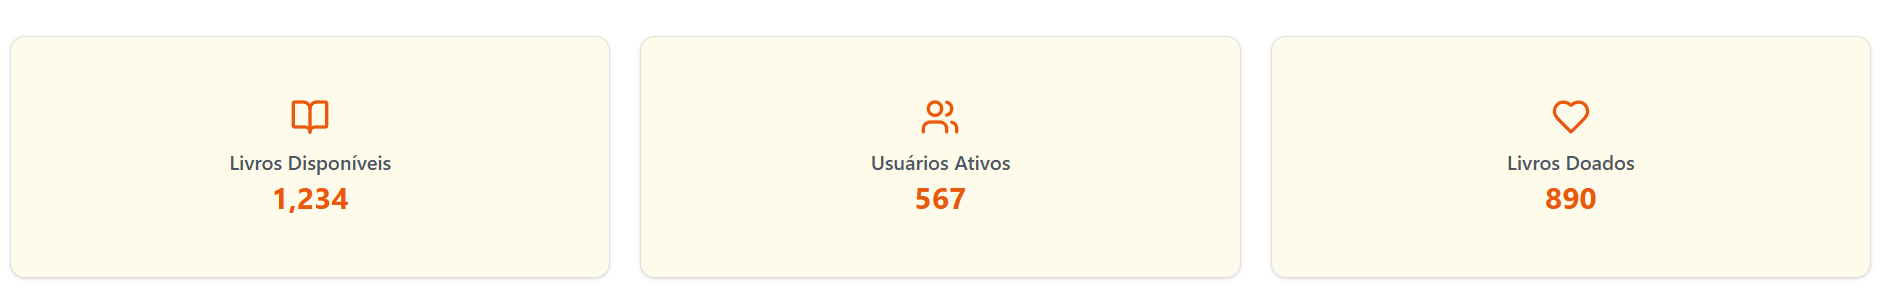 Livros Disponíveis
1,234
Usuários Ativos
567
Livros Doados
890